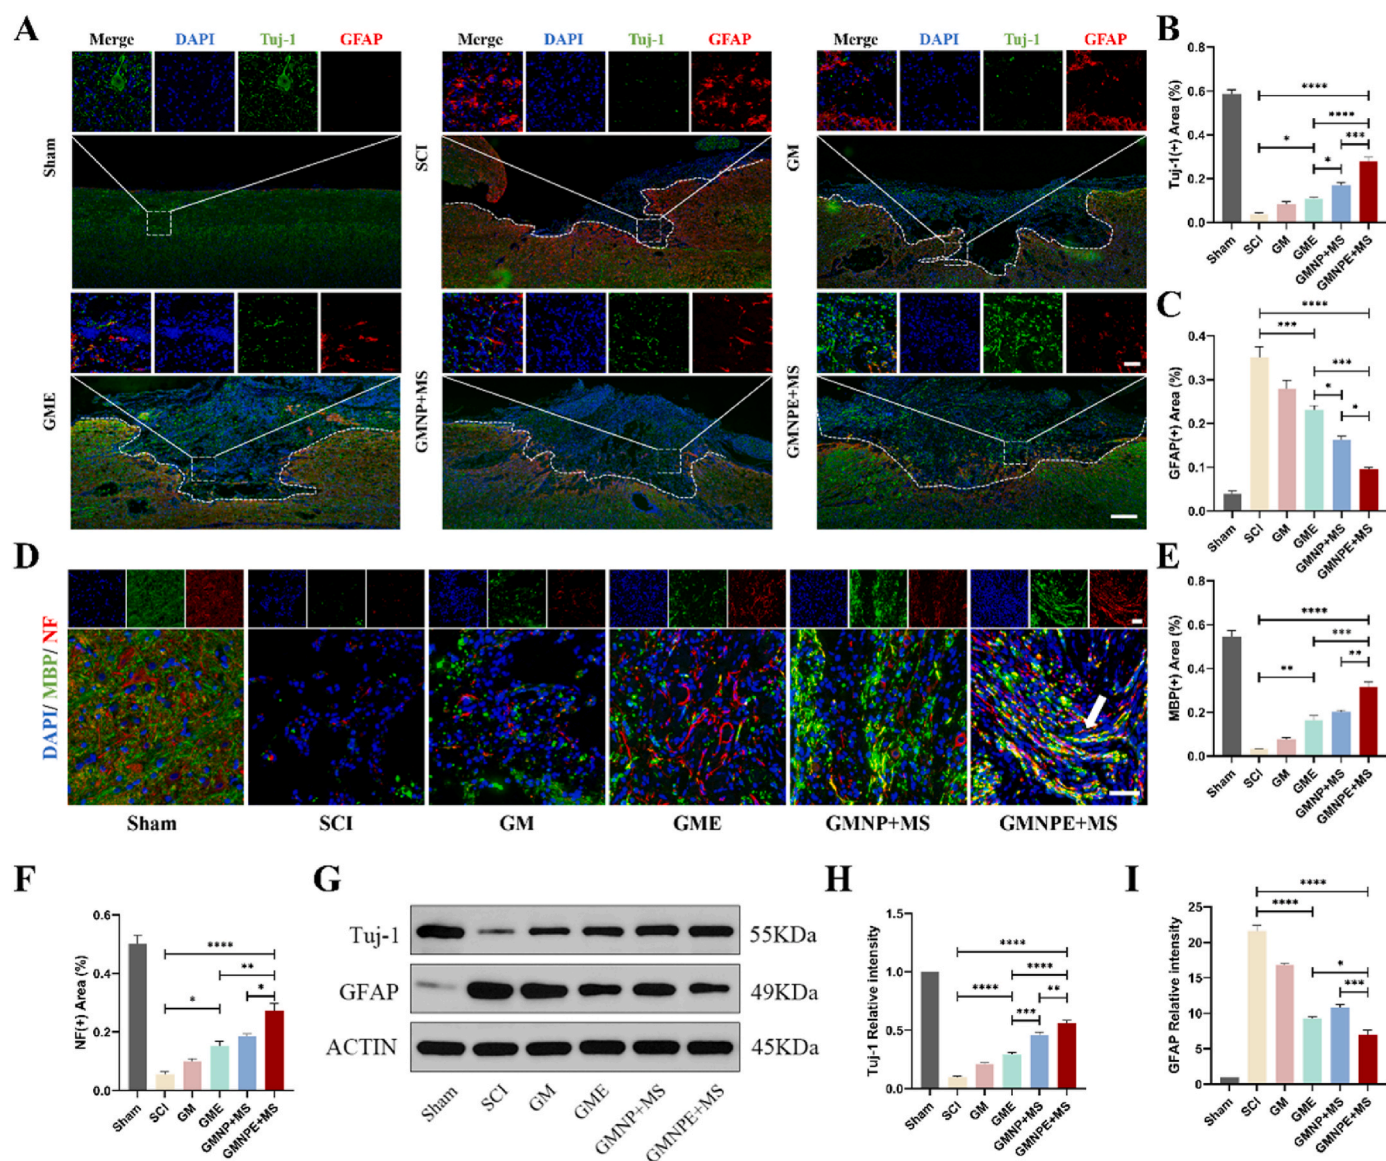 A
Merge DAPI Tuj-1 GFAP
Merge DAPI Tuj-1 GFAP
Merge DAPI Tuj-1 GFAP
Sham
SCI
GM
GME
GMNP+MS
GMNPE+MS
B
Tuj-1(+) Area (%)
0.8
0.6
0.4
0.2
0.0
****
****
***
*
*
Sham
SCI
GM
GME
GMNP+MS
GMNPE+MS
C
GFAP(+) Area (%)
0.4
0.3
0.2
0.1
0.0
****
***
***
*
*
Sham
SCI
GM
GME
GMNP+MS
GMNPE+MS
D
DAPI/ MBP/ NF
Sham SCI GM GME GMNP+MS GMNPE+MS
E
MBP(+) Area (%)
0.8
0.6
0.4
0.2
0.0
****
***
**
**
Sham
SCI
GM
GME
GMNP+MS
GMNPE+MS
F
NF(+) Area (%)
0.6
0.4
0.2
0.0
****
**
*
*
Sham
SCI
GM
GME
GMNP+MS
GMNPE+MS
G
Tuj-1 55KDa
GFAP 49KDa
ACTIN 45KDa
Sham
SCI
GM
GME
GMNP+MS
GMNPE+MS
H
Tuj-1 Relative intensity
1.5
1.0
0.5
0.0
****
****
****
**
***
Sham
SCI
GM
GME
GMNP+MS
GMNPE+MS
I
GFAP Relative intensity
25
20
15
10
5
0
****
****
*
***
Sham
SCI
GM
GME
GMNP+MS
GMNPE+MS